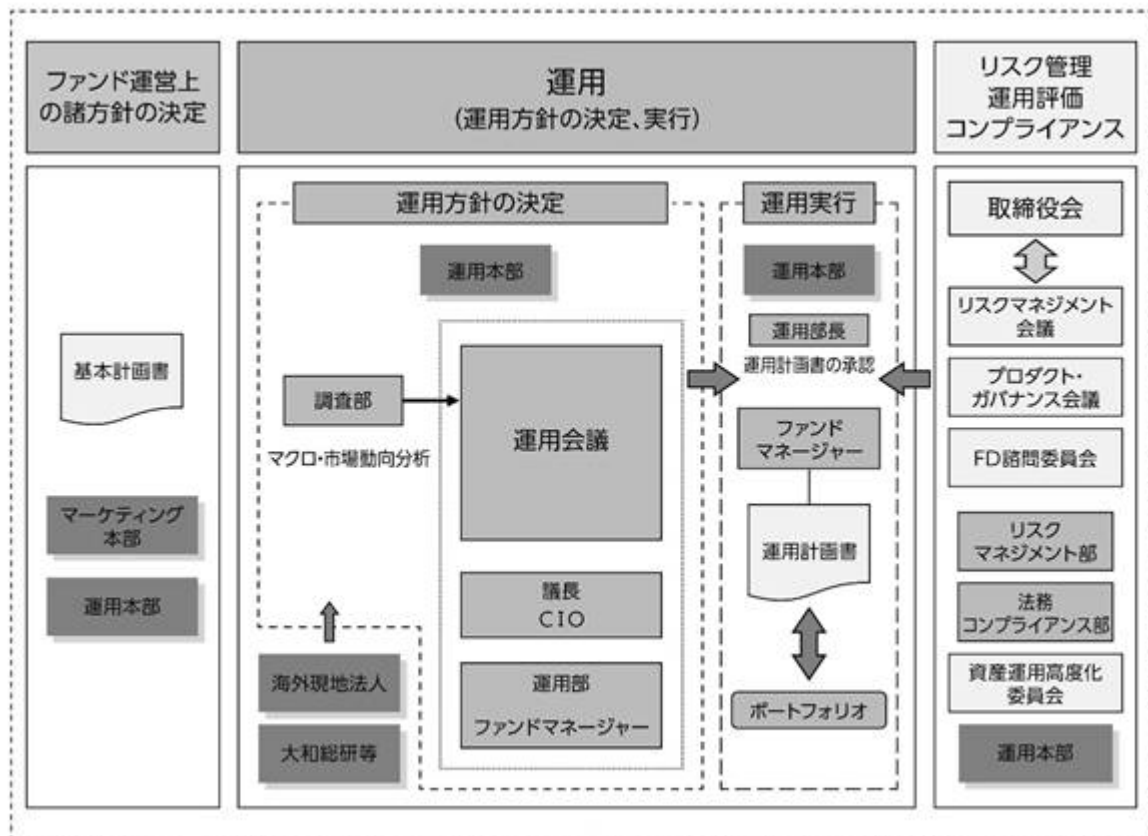 ファンド運営上
の諸方針の決定
運用
(運用方針の決定、実行)
リスク管理
運用評価
コンプライアンス
基本計画書
マーケティング
本部
運用本部
運用方針の決定
運用本部
調査部
マクロ・市場動向分析
運用会議
議長
CIO
運用部
ファンドマネージャー
海外現地法人
大和総研等
運用実行
運用本部
運用部長
運用計画書の承認
ファンド
マネージャー
運用計画書
ポートフォリオ
取締役会
リスクマネジメント
会議
プロダクト・
ガバナンス会議
FD諮問委員会
リスク
マネジメント部
法務
コンプライアンス部
資産運用高度化
委員会
運用本部